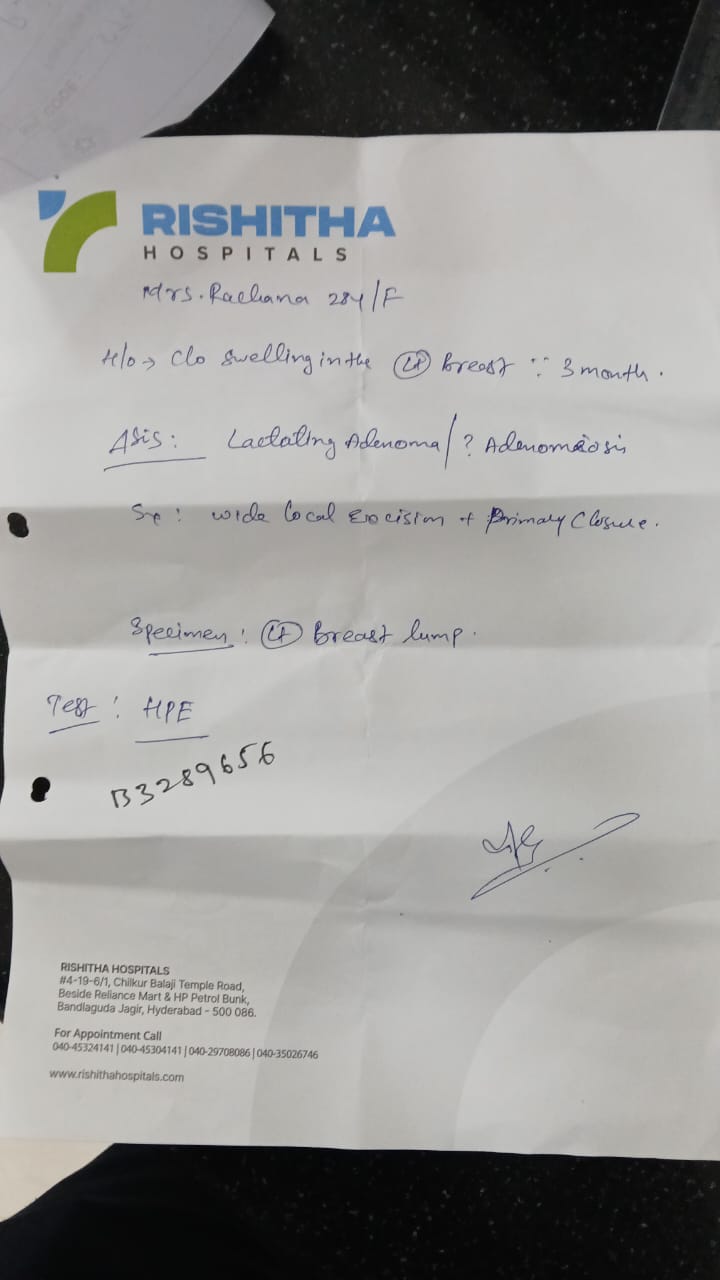 RISHITHA
HOSPITALS
Mrs. Rachana 28Y/F
H/o → C/o Swelling in the Lt Breast ∵ 3 month.
Lactating Adenoma/? Adenomáosis
Sx: wide local Excision + Primary Closure.
Specimen: Lt Breast lump.
Test: HPE
B3289656
RISHITHA HOSPITALS
#4-19-6/1, Chilkur Balaji Temple Road,
Beside Reliance Mart & HP Petrol Bunk,
Bandlaguda Jagir, Hyderabad - 500 086.
For Appointment Call
040-45324141 | 040-45304141 | 040-29708086 | 040-35026746
www.rishithahospitals.com